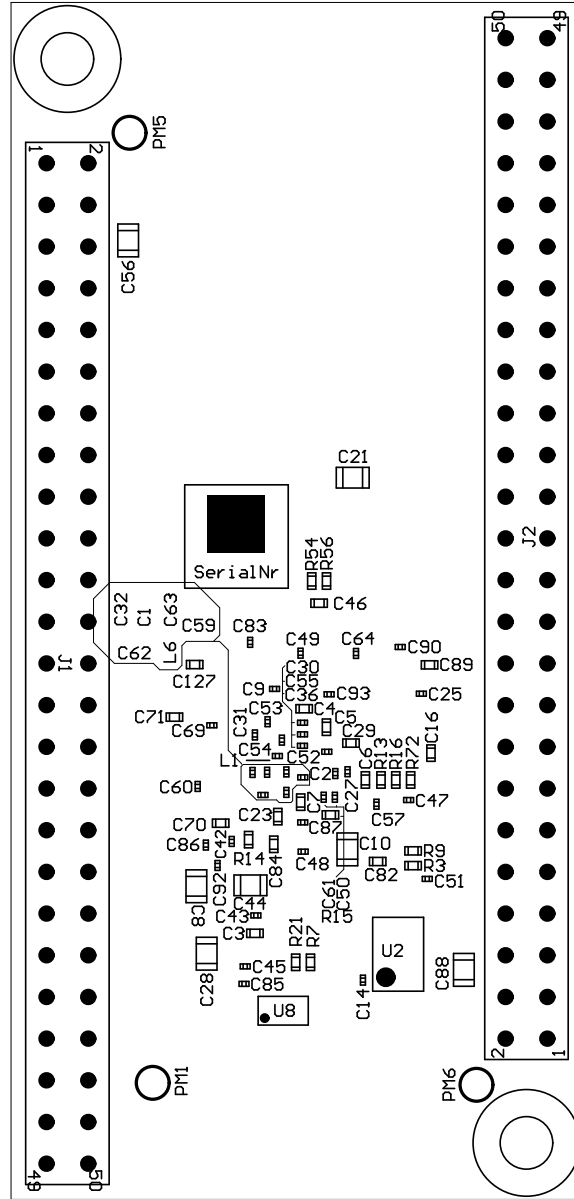 50
49
PM5
1
2
C56
C21
J2
R54
R56
SerialNr
C46
C32
C1
C63
C59
C83
C49
C64
C90
C62
L6
J1
C30
C89
C127
C55
C9
C36
C93
C25
C53
C4
C71
C31
C5
C69
C29
C16
C54
C52
L1
C6
R13
R16
R72
C2
C60
C7
C27
C47
C23
C57
C70
C87
C86
C42
R14
C84
C48
C10
R9
C82
R3
C92
C51
C8
C44
C61
C50
C43
R15
C3
R21
R7
U2
C28
C45
C88
C85
C14
U8
2
1
PM1
PM6
49
50